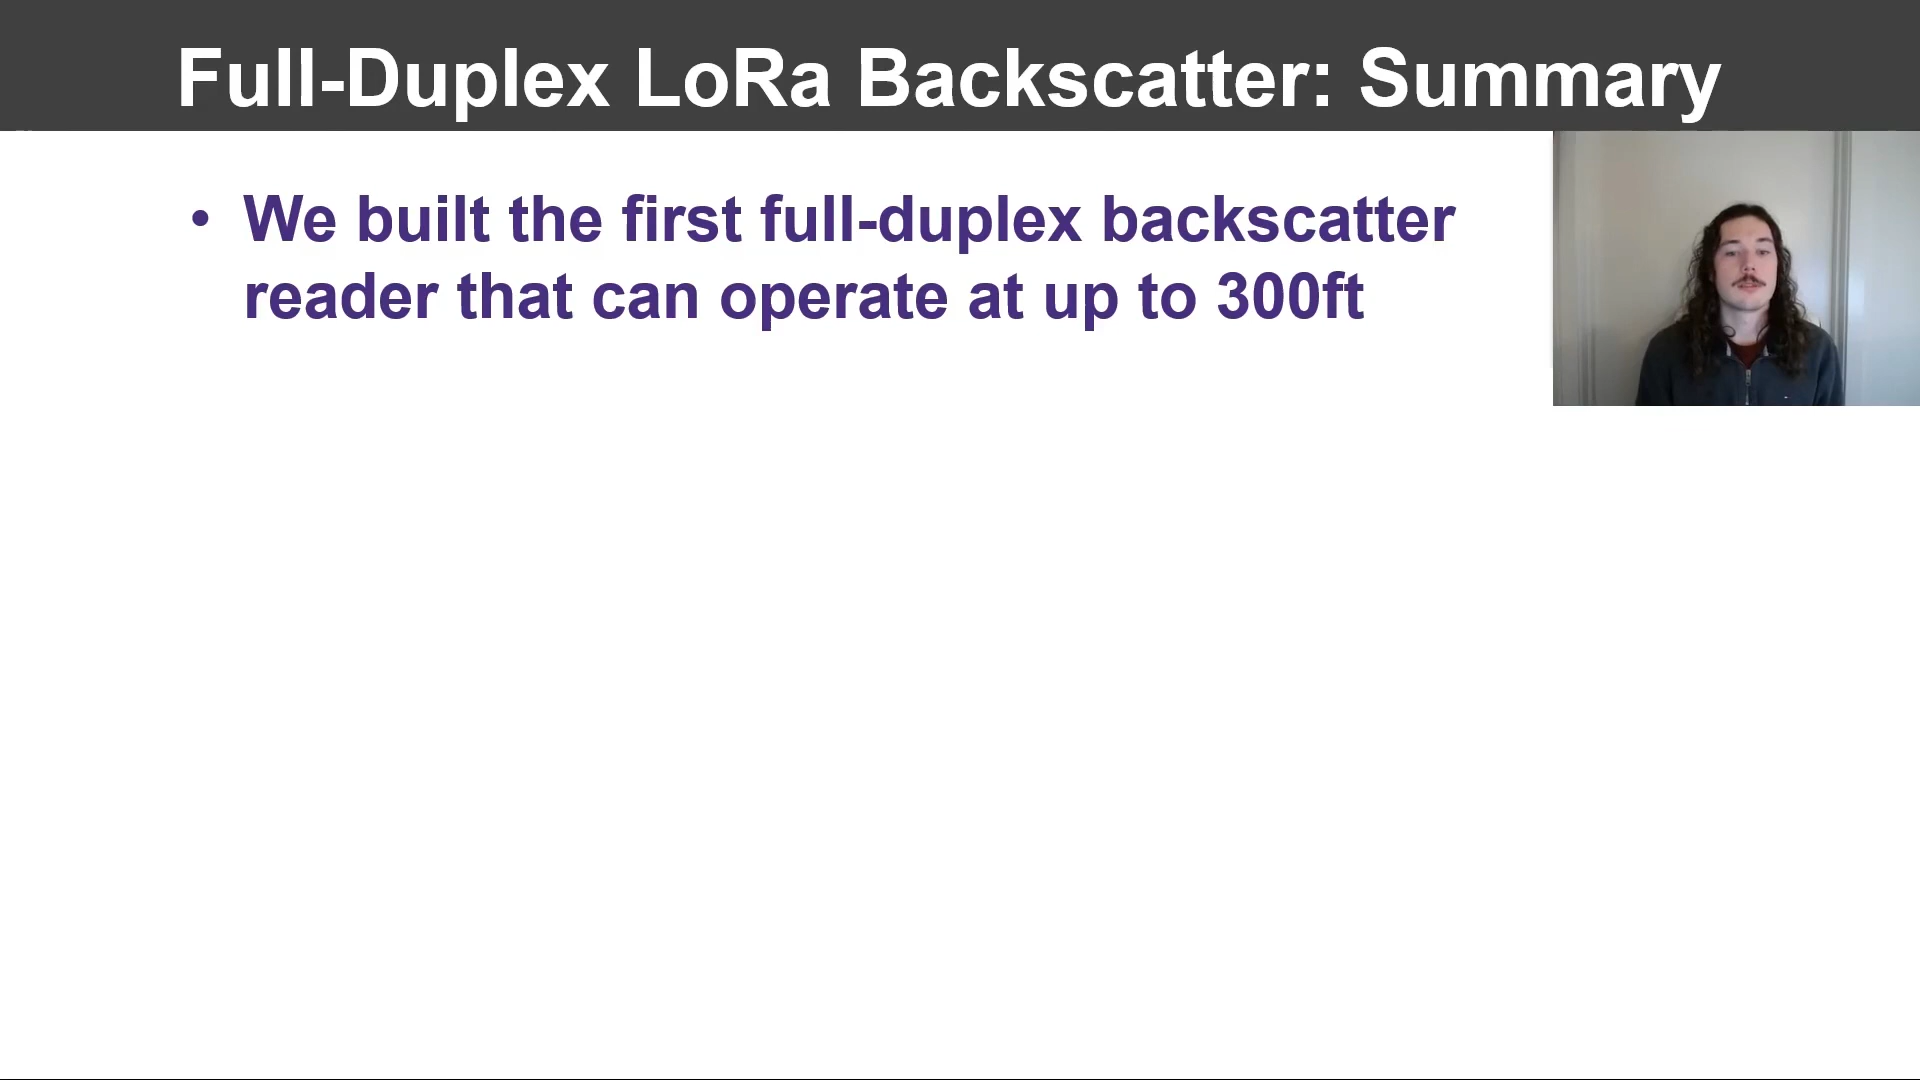 Full-Duplex LoRa Backscatter: Summary
• We built the first full-duplex backscatter
reader that can operate at up to 300ft